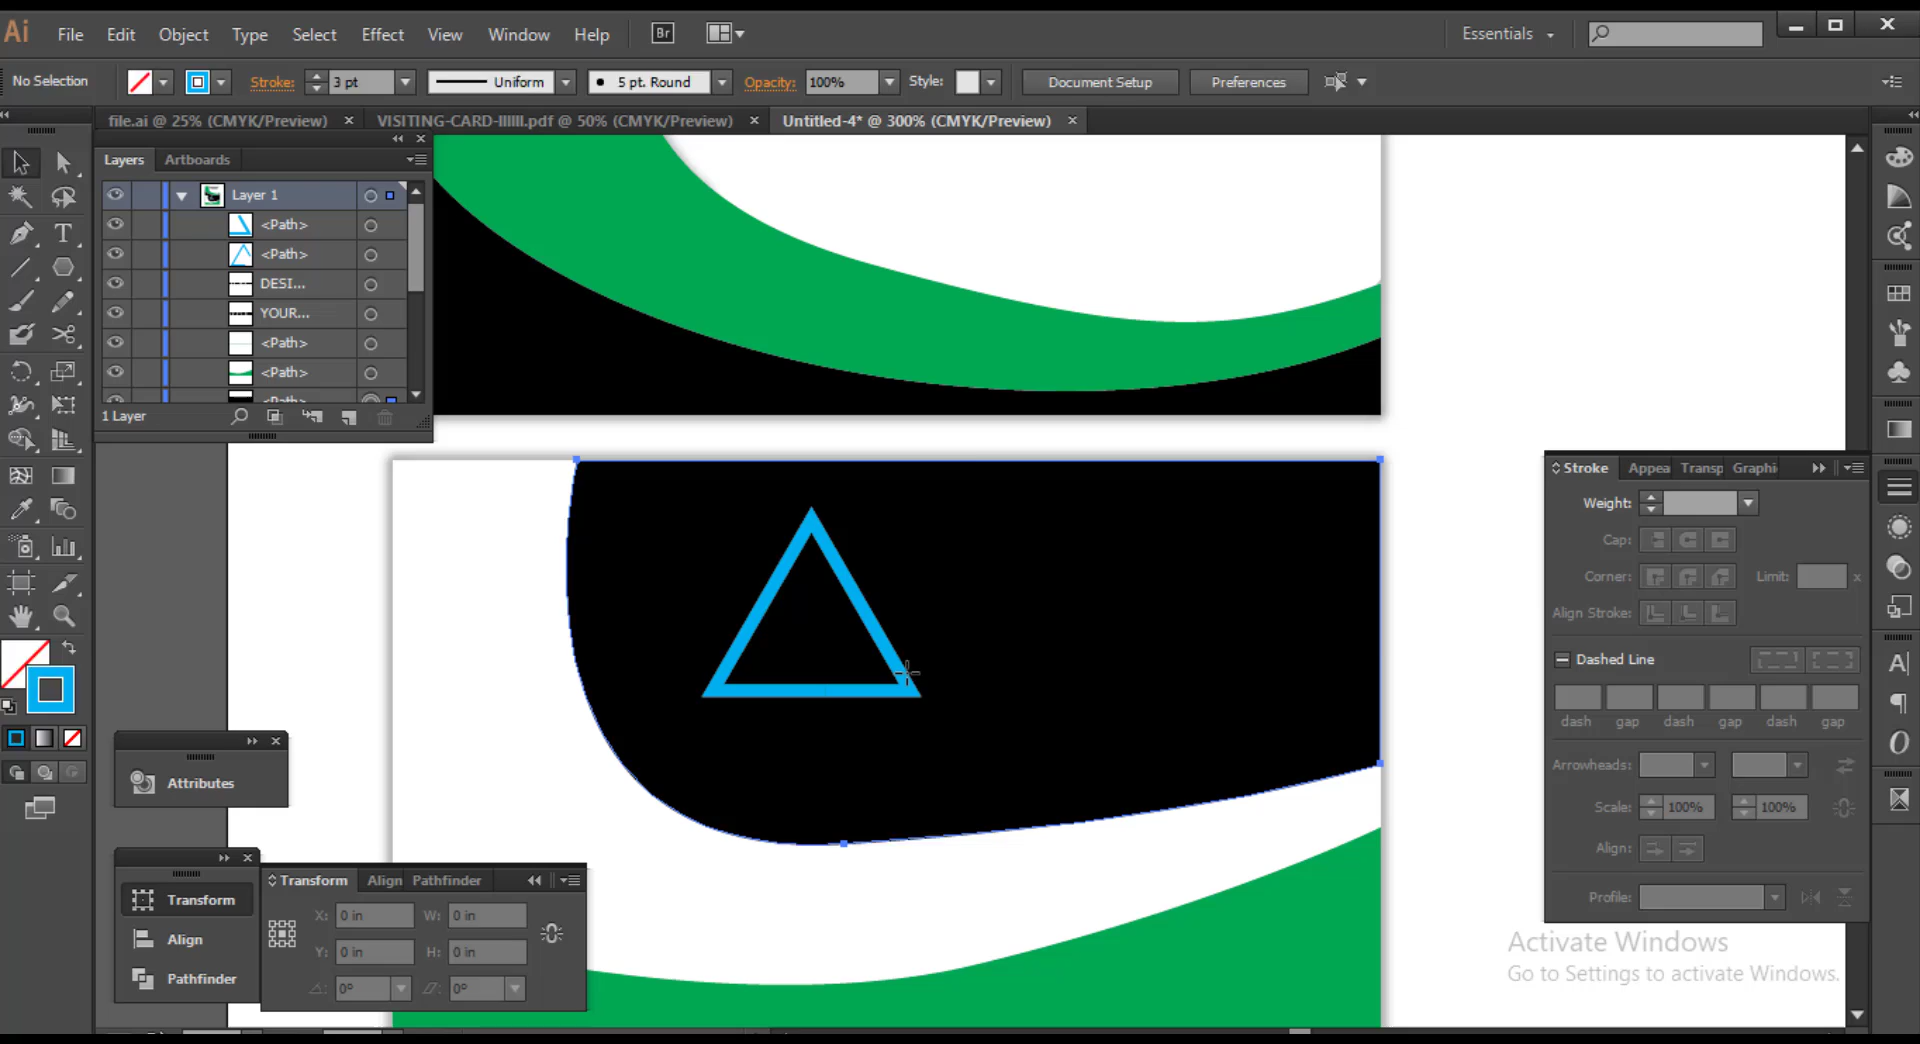 Ai File Edit Object Type Select Effect View Window Help Br Essentials
No Selection Stroke: 3 pt Uniform 5 pt. Round Opacity: 100% Style: Document Setup Preferences
file.ai @ 25% (CMYK/Preview) × VISITING-CARD-IIIIII.pdf @ 50% (CMYK/Preview) × Untitled-4* @ 300% (CMYK/Preview) ×
Layers Artboards
Layer 1
<Path>
<Path>
DESI...
YOUR...
<Path>
<Path>
<Path>
1 Layer
Stroke Appea Transp Graphi
Weight:
Cap:
Corner: Limit: x
Align Stroke:
Dashed Line
dash gap dash gap dash gap
Arrowheads:
Scale: 100% 100%
Align:
Profile:
Attributes
Transform
Align
Pathfinder
Transform Align Pathfinder
X: 0 in W: 0 in
Y: 0 in H: 0 in
0° 0°
Activate Windows
Go to Settings to activate Windows.